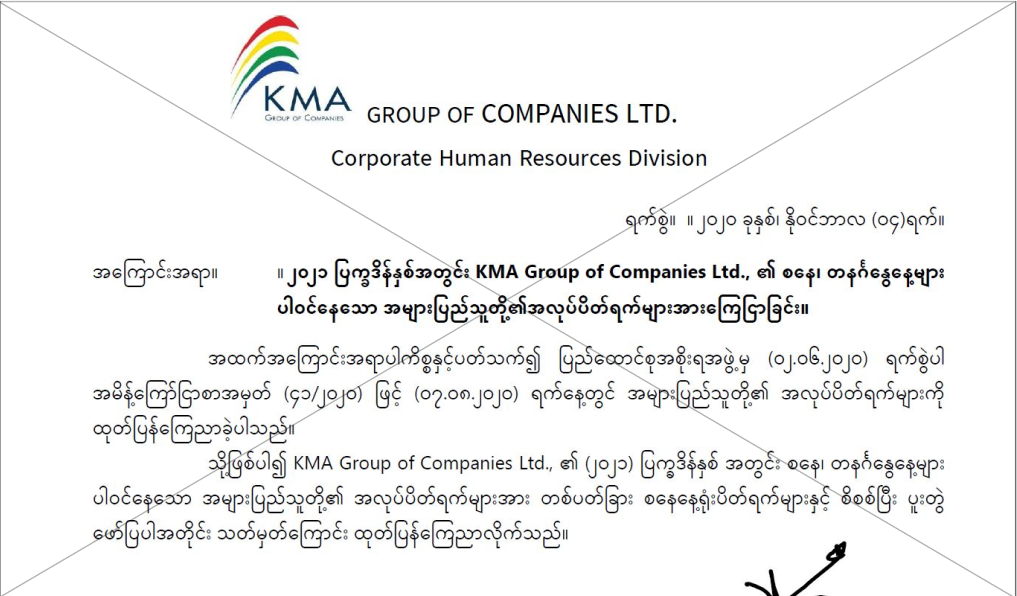 KMA
GROUP OF COMPANIES
GROUP OF COMPANIES LTD.
Corporate Human Resources Division
ရက်စွဲ။ ။၂၀၂၀ ခုနှစ်၊ နိုဝင်ဘာလ (၀၄)ရက်။
အကြောင်းအရာ။ ။၂၀၂၁ ပြက္ခဒိန်နှစ်အတွင်း KMA Group of Companies Ltd., ၏ စနေ၊ တနင်္ဂနွေနေ့များ
ပါဝင်နေသော အများပြည်သူတို့၏အလုပ်ပိတ်ရက်များအားကြေငြာခြင်း။
အထက်အကြောင်းအရာပါကိစ္စနှင့်ပတ်သက်၍ ပြည်ထောင်စုအစိုးရအဖွဲ့မှ (၀၂.၀၆.၂၀၂၀) ရက်စွဲပါ
အမိန့်ကြော်ငြာစာအမှတ် (၄၁/၂၀၂၀) ဖြင့် (၀၇.၀၈.၂၀၂၀) ရက်နေ့တွင် အများပြည်သူတို့၏ အလုပ်ပိတ်ရက်များကို
ထုတ်ပြန်ကြေညာခဲ့ပါသည်။
သို့ဖြစ်ပါ၍ KMA Group of Companies Ltd., ၏ (၂၀၂၁) ပြက္ခဒိန်နှစ် အတွင်း စနေ၊ တနင်္ဂနွေနေ့များ
ပါဝင်နေသော အများပြည်သူတို့၏ အလုပ်ပိတ်ရက်များအား တစ်ပတ်ခြား စနေနေ့ရုံးပိတ်ရက်များနှင့် စိစစ်ပြီး ပူးတွဲ
ဖော်ပြပါအတိုင်း သတ်မှတ်ကြောင်း ထုတ်ပြန်ကြေညာလိုက်သည်။